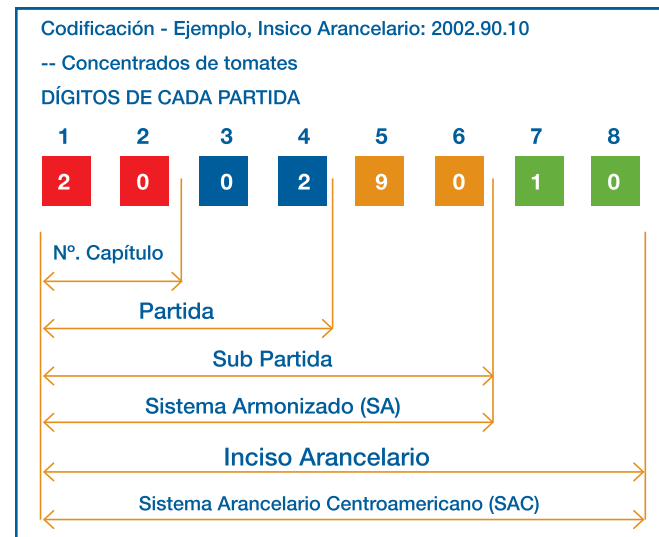 Codificación - Ejemplo, Insico Arancelario: 2002.90.10
-- Concentrados de tomates
DÍGITOS DE CADA PARTIDA
1 2 3 4 5 6 7 8
2 0 0 2 9 0 1 0
Nº. Capítulo
Partida
Sub Partida
Sistema Armonizado (SA)
Inciso Arancelario
Sistema Arancelario Centroamericano (SAC)